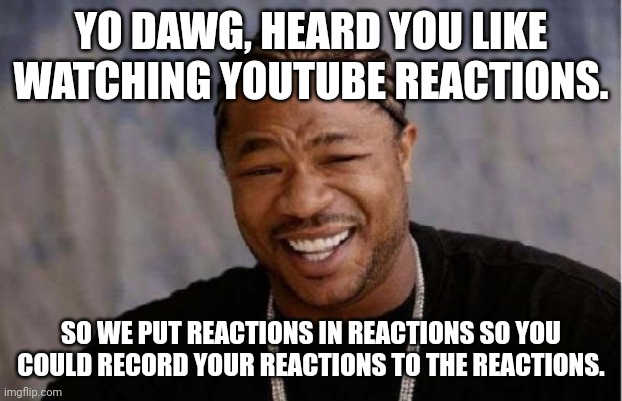 YO DAWG, HEARD YOU LIKE
WATCHING YOUTUBE REACTIONS.
SO WE PUT REACTIONS IN REACTIONS SO YOU
COULD RECORD YOUR REACTIONS TO THE REACTIONS.
imgflip.com